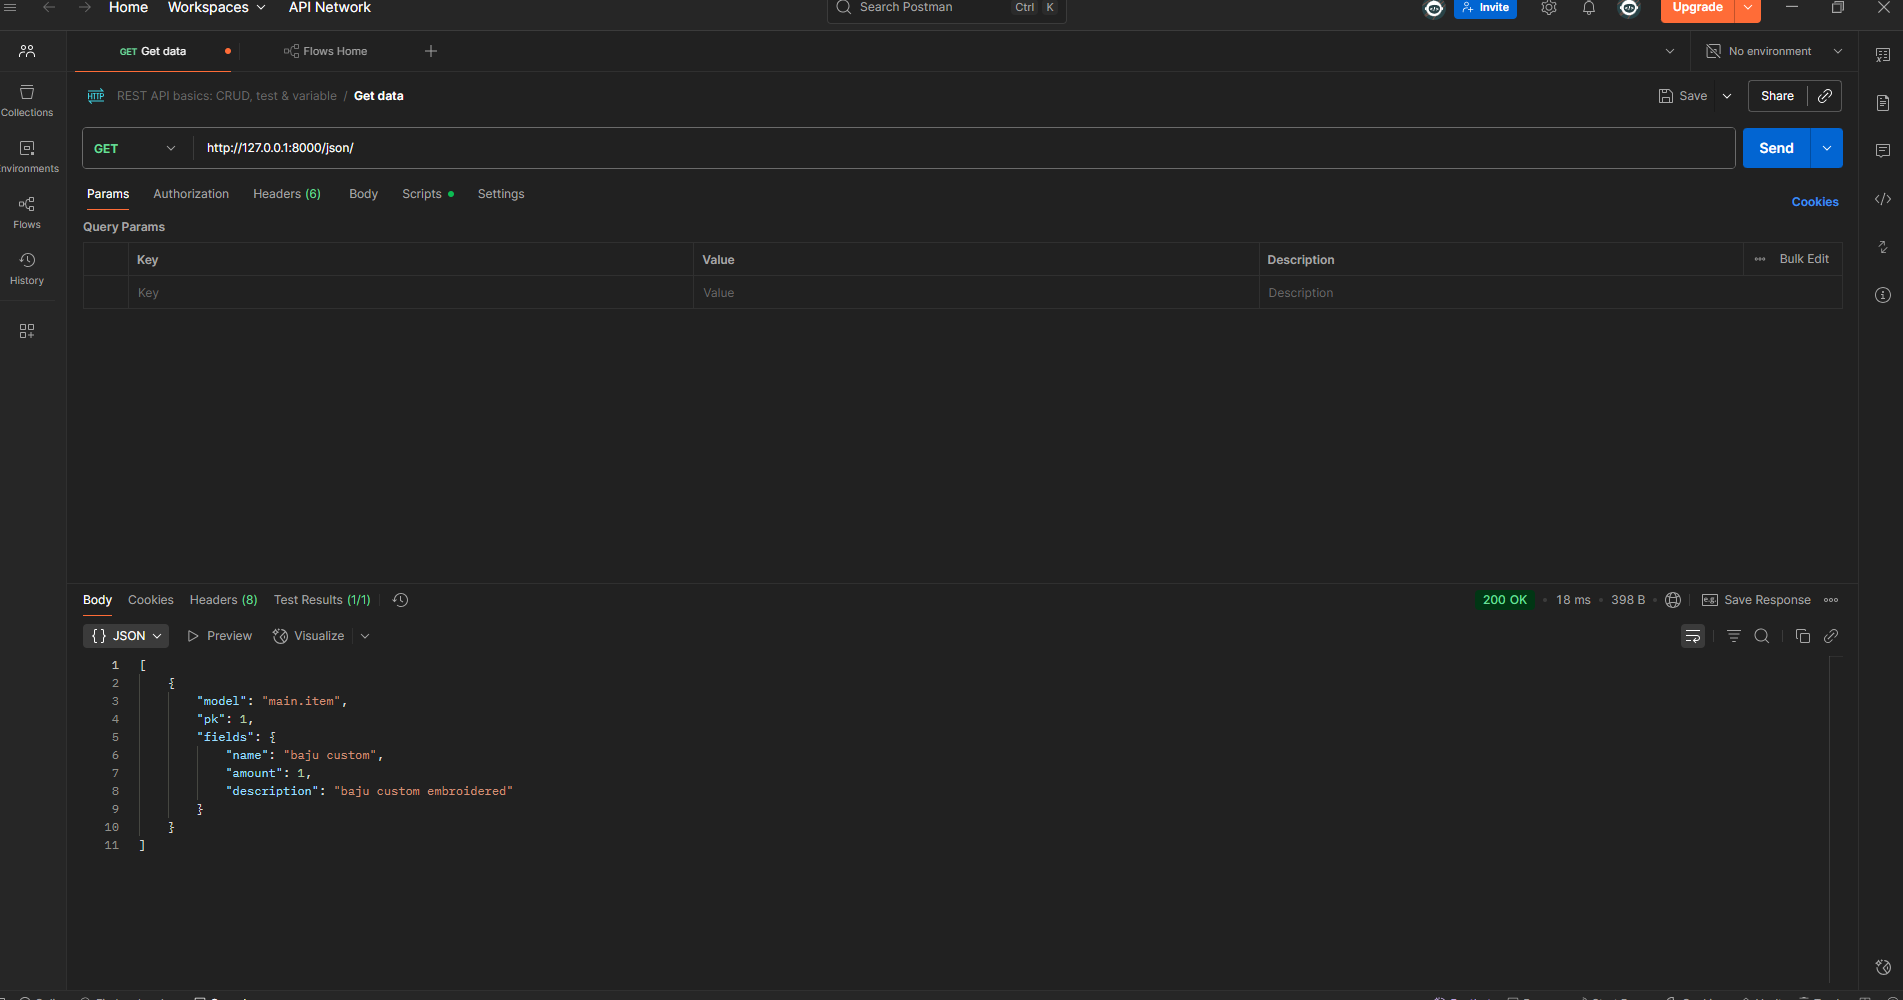 Home Workspaces API Network Search Postman Ctrl K Invite Upgrade
GET Get data Flows Home No environment
HTTP REST API basics: CRUD, test & variable / Get data Save Share
Collections
GET http://127.0.0.1:8000/json/ Send
nvironments
Params Authorization Headers (6) Body Scripts Settings Cookies
Flows
Query Params
Key Value Description Bulk Edit
History
Key Value Description
Body Cookies Headers (8) Test Results (1/1) 200 OK 18 ms 398 B e.g. Save Response
{} JSON Preview Visualize
1 [
2 {
3 "model": "main.item",
4 "pk": 1,
5 "fields": {
6 "name": "baju custom",
7 "amount": 1,
8 "description": "baju custom embroidered"
9 }
10 }
11 ]